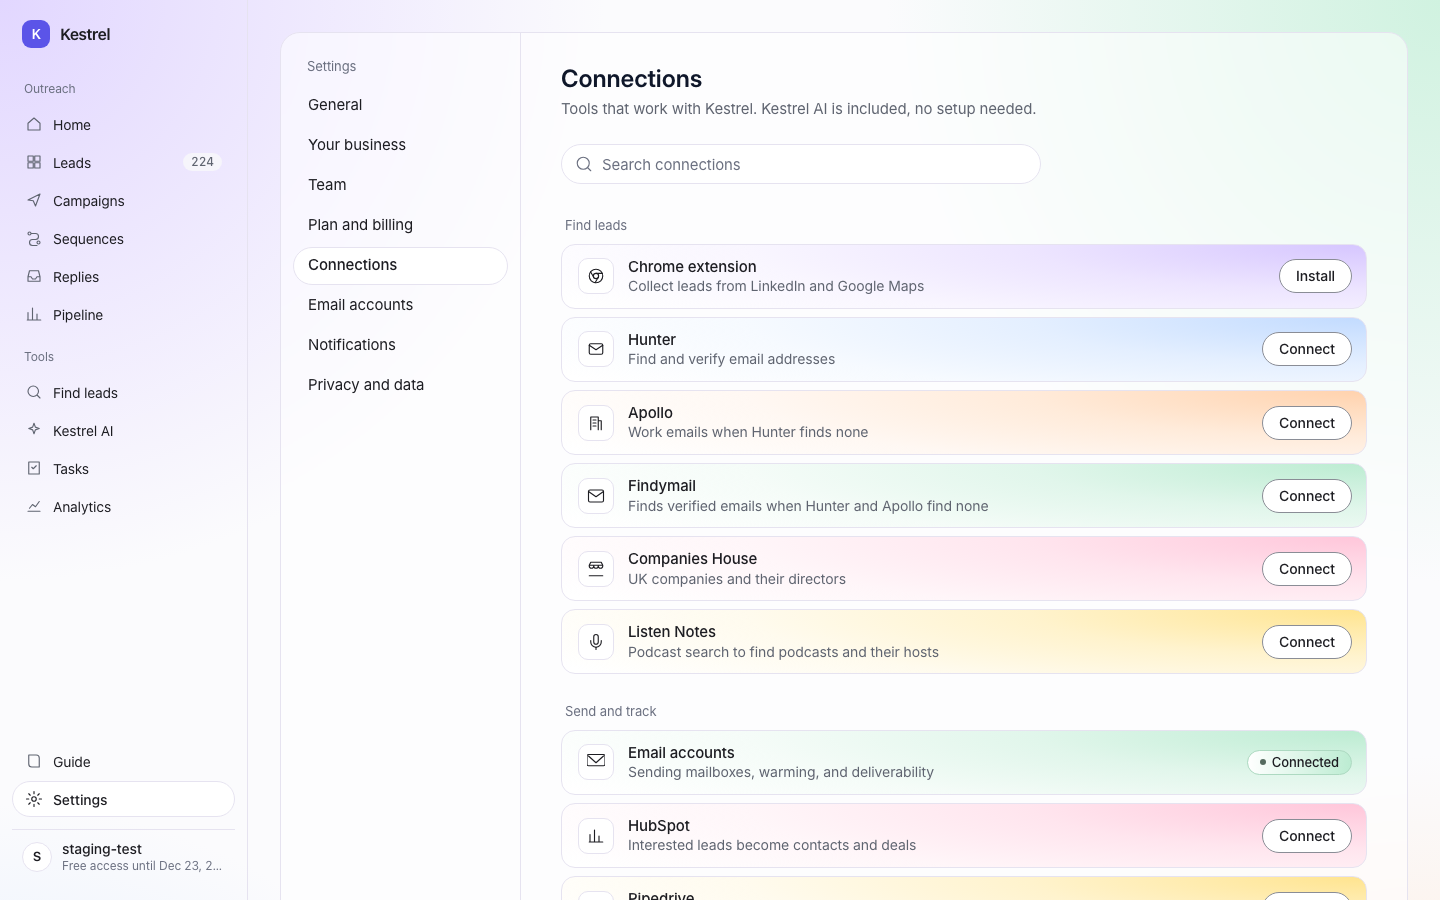 K Kestrel
Outreach
Home
Leads 224
Campaigns
Sequences
Replies
Pipeline
Tools
Find leads
Kestrel AI
Tasks
Analytics
Guide
Settings
S staging-test
Free access until Dec 23, 2...
Settings
General
Your business
Team
Plan and billing
Connections
Email accounts
Notifications
Privacy and data
Connections
Tools that work with Kestrel. Kestrel AI is included, no setup needed.
Search connections
Find leads
Chrome extension
Collect leads from LinkedIn and Google Maps
Install
Hunter
Find and verify email addresses
Connect
Apollo
Work emails when Hunter finds none
Connect
Findymail
Finds verified emails when Hunter and Apollo find none
Connect
Companies House
UK companies and their directors
Connect
Listen Notes
Podcast search to find podcasts and their hosts
Connect
Send and track
Email accounts
Sending mailboxes, warming, and deliverability
Connected
HubSpot
Interested leads become contacts and deals
Connect
Pipedrive